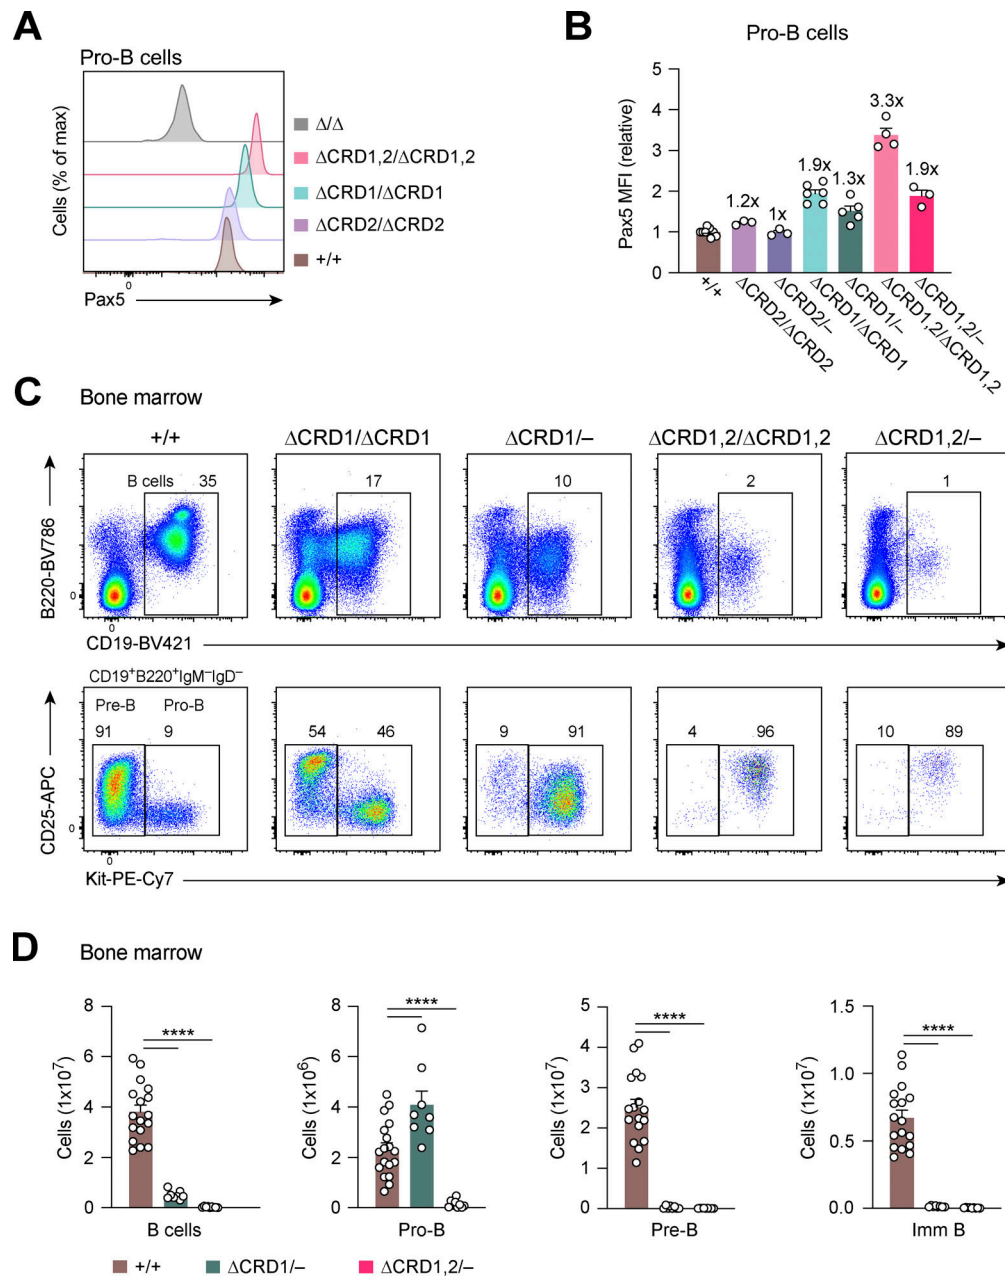 A
Pro-B cells
Cells (% of max)
0
Pax5
Δ/Δ
ΔCRD1,2/ΔCRD1,2
ΔCRD1/ΔCRD1
ΔCRD2/ΔCRD2
+/+
B
Pro-B cells
Pax5 MFI (relative)
5
4
3
2
1
0
1.2x
1x
1.9x
1.3x
3.3x
1.9x
+/+
ΔCRD2/ΔCRD2
ΔCRD2/–
ΔCRD1/ΔCRD1
ΔCRD1/–
ΔCRD1,2/ΔCRD1,2
ΔCRD1,2/–
C
Bone marrow
+/+ ΔCRD1/ΔCRD1 ΔCRD1/– ΔCRD1,2/ΔCRD1,2 ΔCRD1,2/–
B220-BV786
B cells 35 17 10 2 1
0
0
CD19-BV421
CD19+B220+IgM–IgD–
Pre-B Pro-B
91 9 54 46 9 91 4 96 10 89
CD25-APC
0
0
Kit-PE-Cy7
D
Bone marrow
Cells (1x10⁷)
8
6
4
2
0
****
B cells
Cells (1x10⁶)
8
6
4
2
0
****
Pro-B
Cells (1x10⁷)
5
4
3
2
1
0
****
Pre-B
Cells (1x10⁷)
1.5
1.0
0.5
0.0
****
Imm B
+/+ ΔCRD1/– ΔCRD1,2/–